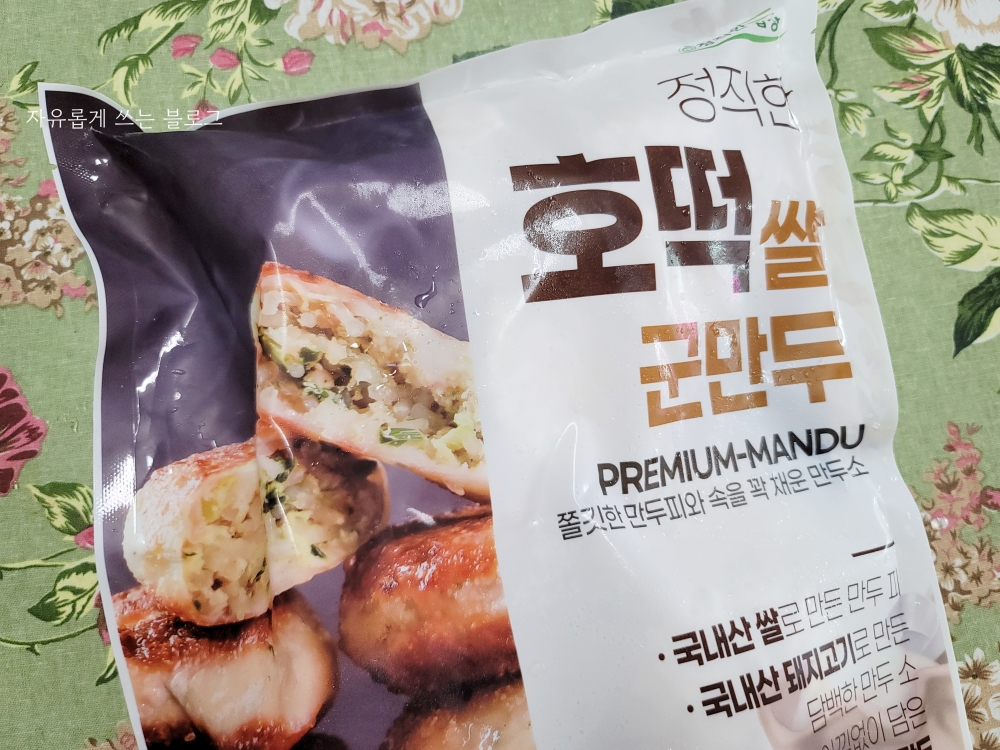 자유롭게 쓰는 블로그
정직한
호떡쌀
군만두
PREMIUM-MANDU
쫄깃한 만두피와 속을 꽉 채운 만두소
· 국내산 쌀로 만든 만두 피
· 국내산 돼지고기로 만든
담백한 만두 소
담은